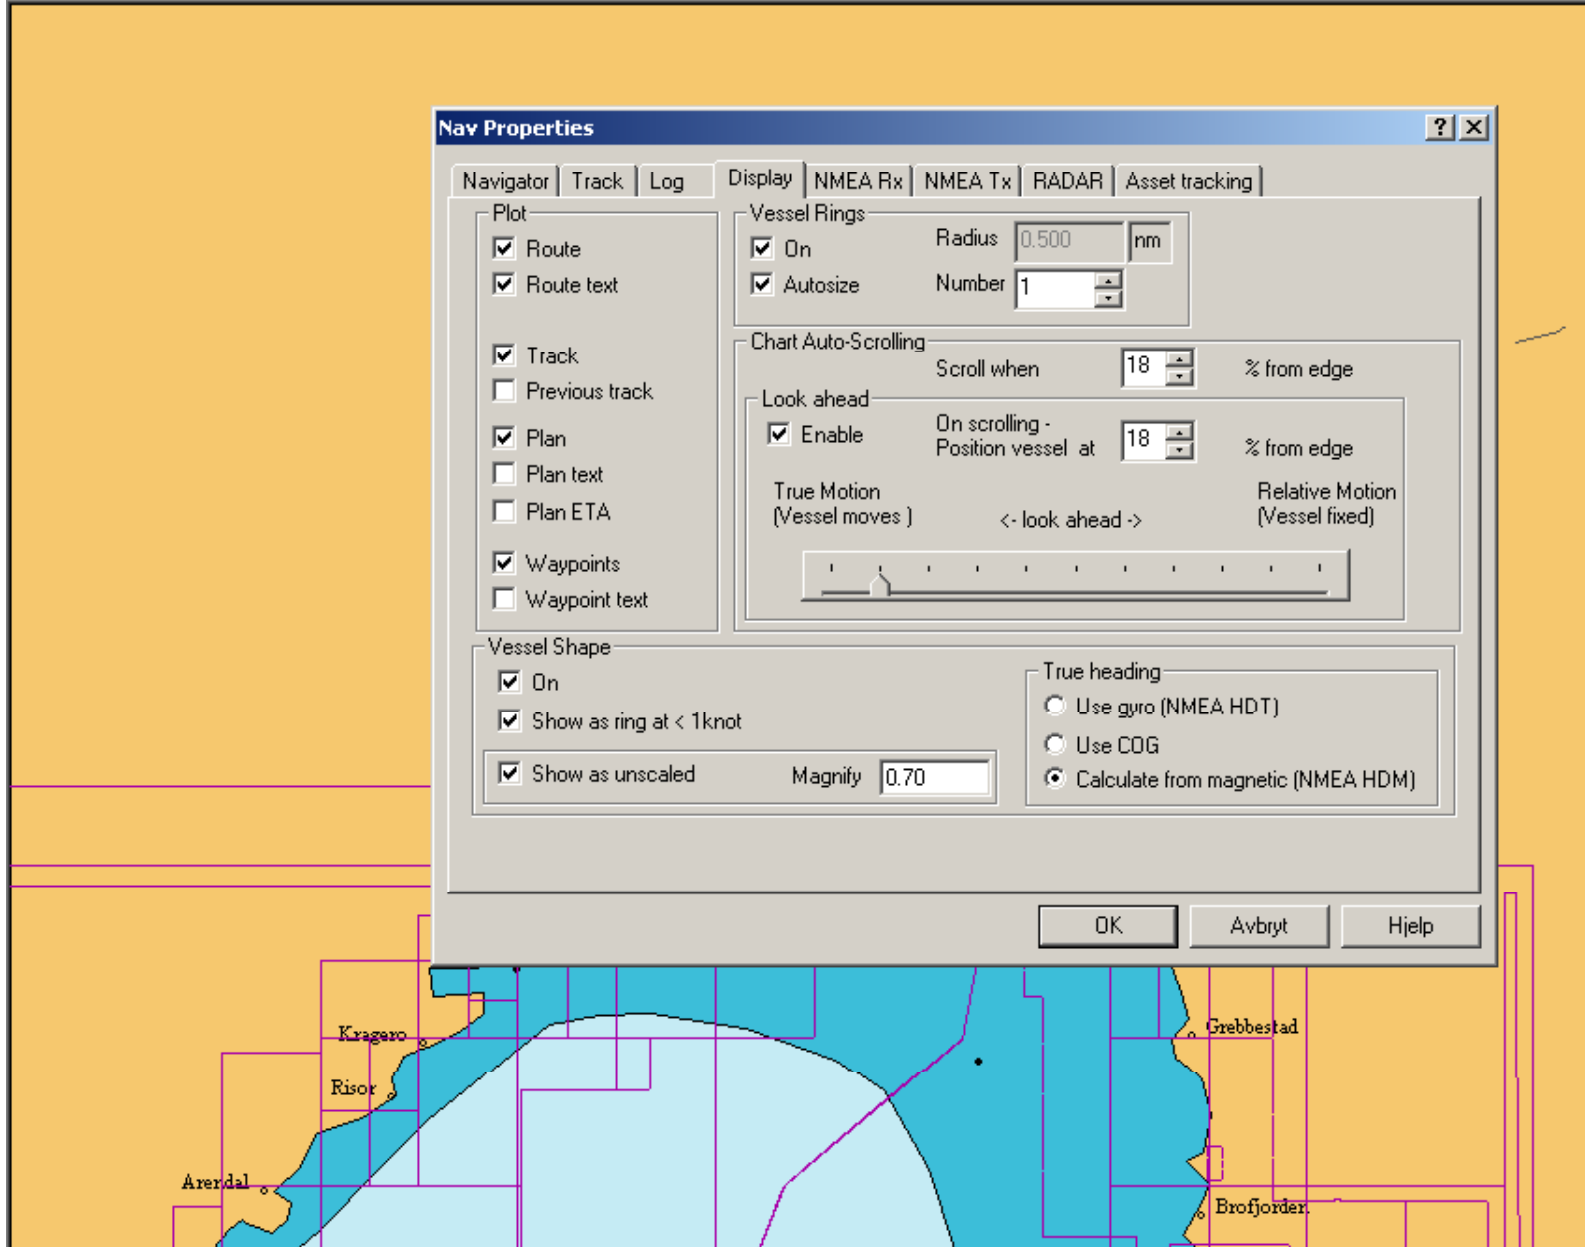 Nav Properties
Navigator Track Log Display NMEA Rx NMEA Tx RADAR Asset tracking
Plot
Route
Route text
Track
Previous track
Plan
Plan text
Plan ETA
Waypoints
Waypoint text
Vessel Rings
On Radius 0.500 nm
Autosize Number 1
Chart Auto-Scrolling
Scroll when 18 % from edge
Look ahead
Enable
On scrolling -
Position vessel at 18 % from edge
True Motion
(Vessel moves )
<- look ahead ->
Relative Motion
(Vessel fixed)
Vessel Shape
On
Show as ring at < 1knot
Show as unscaled Magnify 0.70
True heading
Use gyro (NMEA HDT)
Use COG
Calculate from magnetic (NMEA HDM)
OK Avbryt Hjelp
Kragero
Grebbestad
Risor
Arendal
Brofjorden